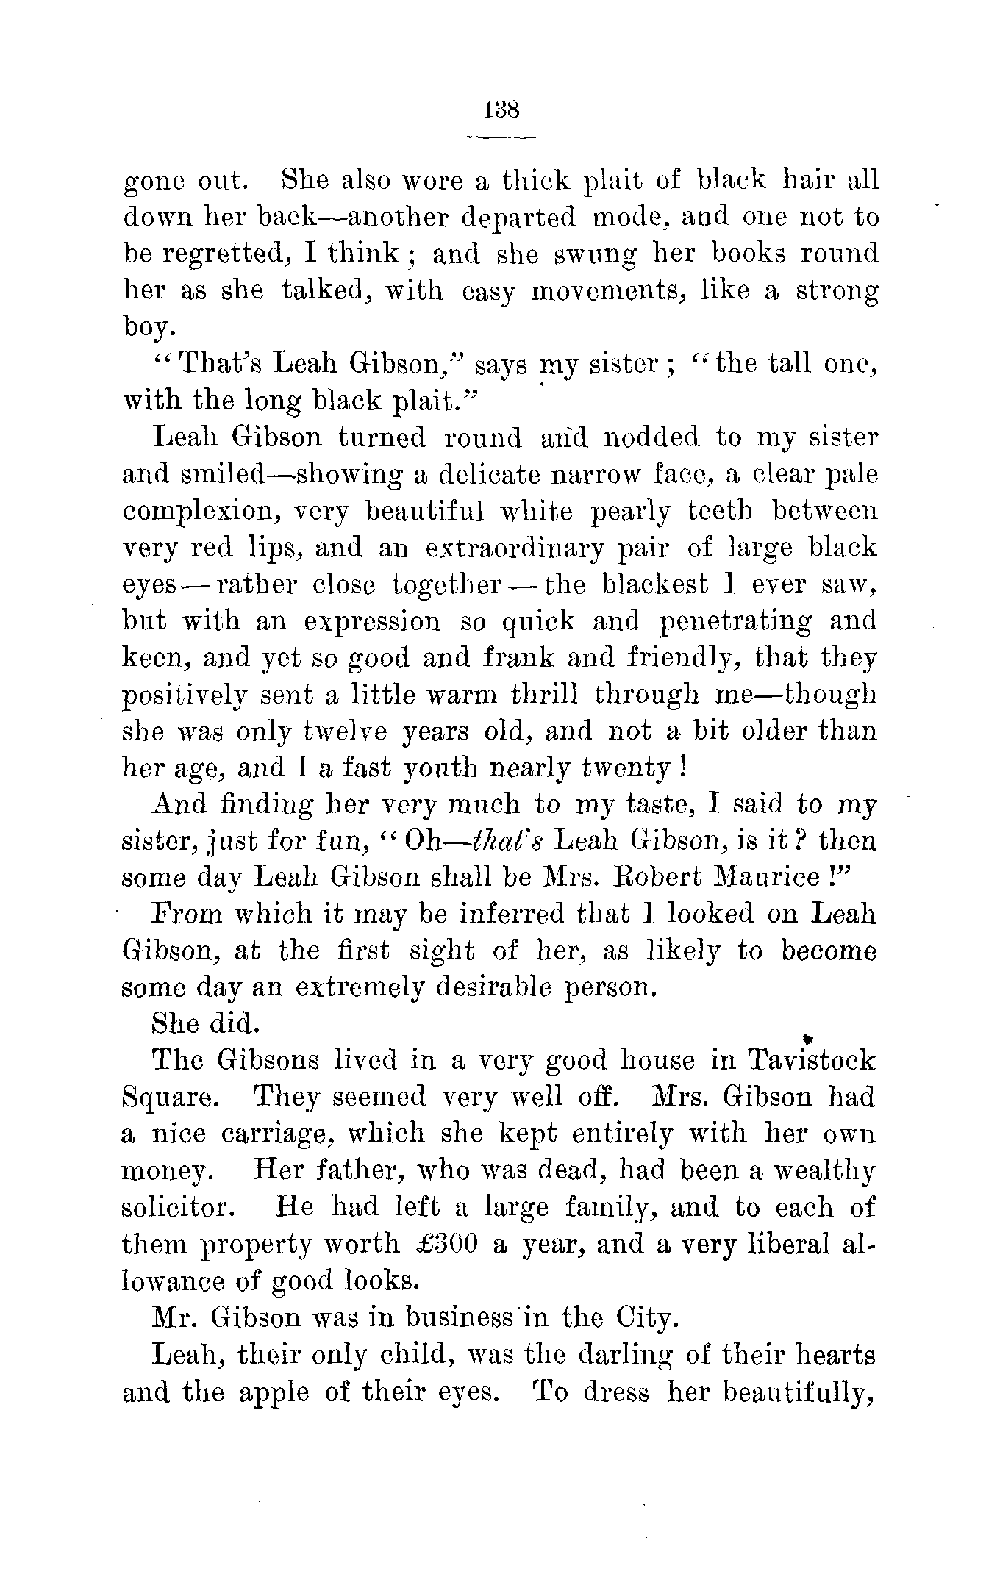 138
gone out. She also wore a thick plait of black hair all
down her back—another departed mode, and one not to
be regretted, I think; and she swung her books round
her as she talked, with easy movements, like a strong
boy.
"That's Leah Gibson," says my sister; "the tall one,
with the long black plait."
Leah Gibson turned round and nodded to my sister
and smiled—showing a delicate narrow face, a clear pale
complexion, very beautiful white pearly teeth between
very red lips, and an extraordinary pair of large black
eyes—rather close together—the blackest I ever saw,
but with an expression so quick and penetrating and
keen, and yet so good and frank and friendly, that they
positively sent a little warm thrill through me—though
she was only twelve years old, and not a bit older than
her age, and I a fast youth nearly twenty!
And finding her very much to my taste, I said to my
sister, just for fun, "Oh—that's Leah Gibson, is it? then
some day Leah Gibson shall be Mrs. Robert Maurice!"
From which it may be inferred that I looked on Leah
Gibson, at the first sight of her, as likely to become
some day an extremely desirable person.
She did.
The Gibsons lived in a very good house in Tavistock
Square. They seemed very well off. Mrs. Gibson had
a nice carriage, which she kept entirely with her own
money. Her father, who was dead, had been a wealthy
solicitor. He had left a large family, and to each of
them property worth £300 a year, and a very liberal al-
lowance of good looks.
Mr. Gibson was in business in the City.
Leah, their only child, was the darling of their hearts
and the apple of their eyes. To dress her beautifully,